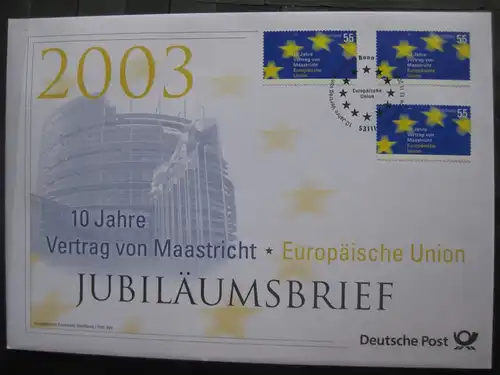 2003
55
10 Jahre
Vertrag von
Maastricht
Europäische
Union
55
10 Jahre
Vertrag von
Maastricht
Europäische
Union
55
10 Jahre
Vertrag von
Maastricht
Europäische
Union
Bonn
Europäische
Union
53111
10 Jahre
Vertrag von Maastricht ★ Europäische Union
JUBILÄUMSBRIEF
Deutsche Post